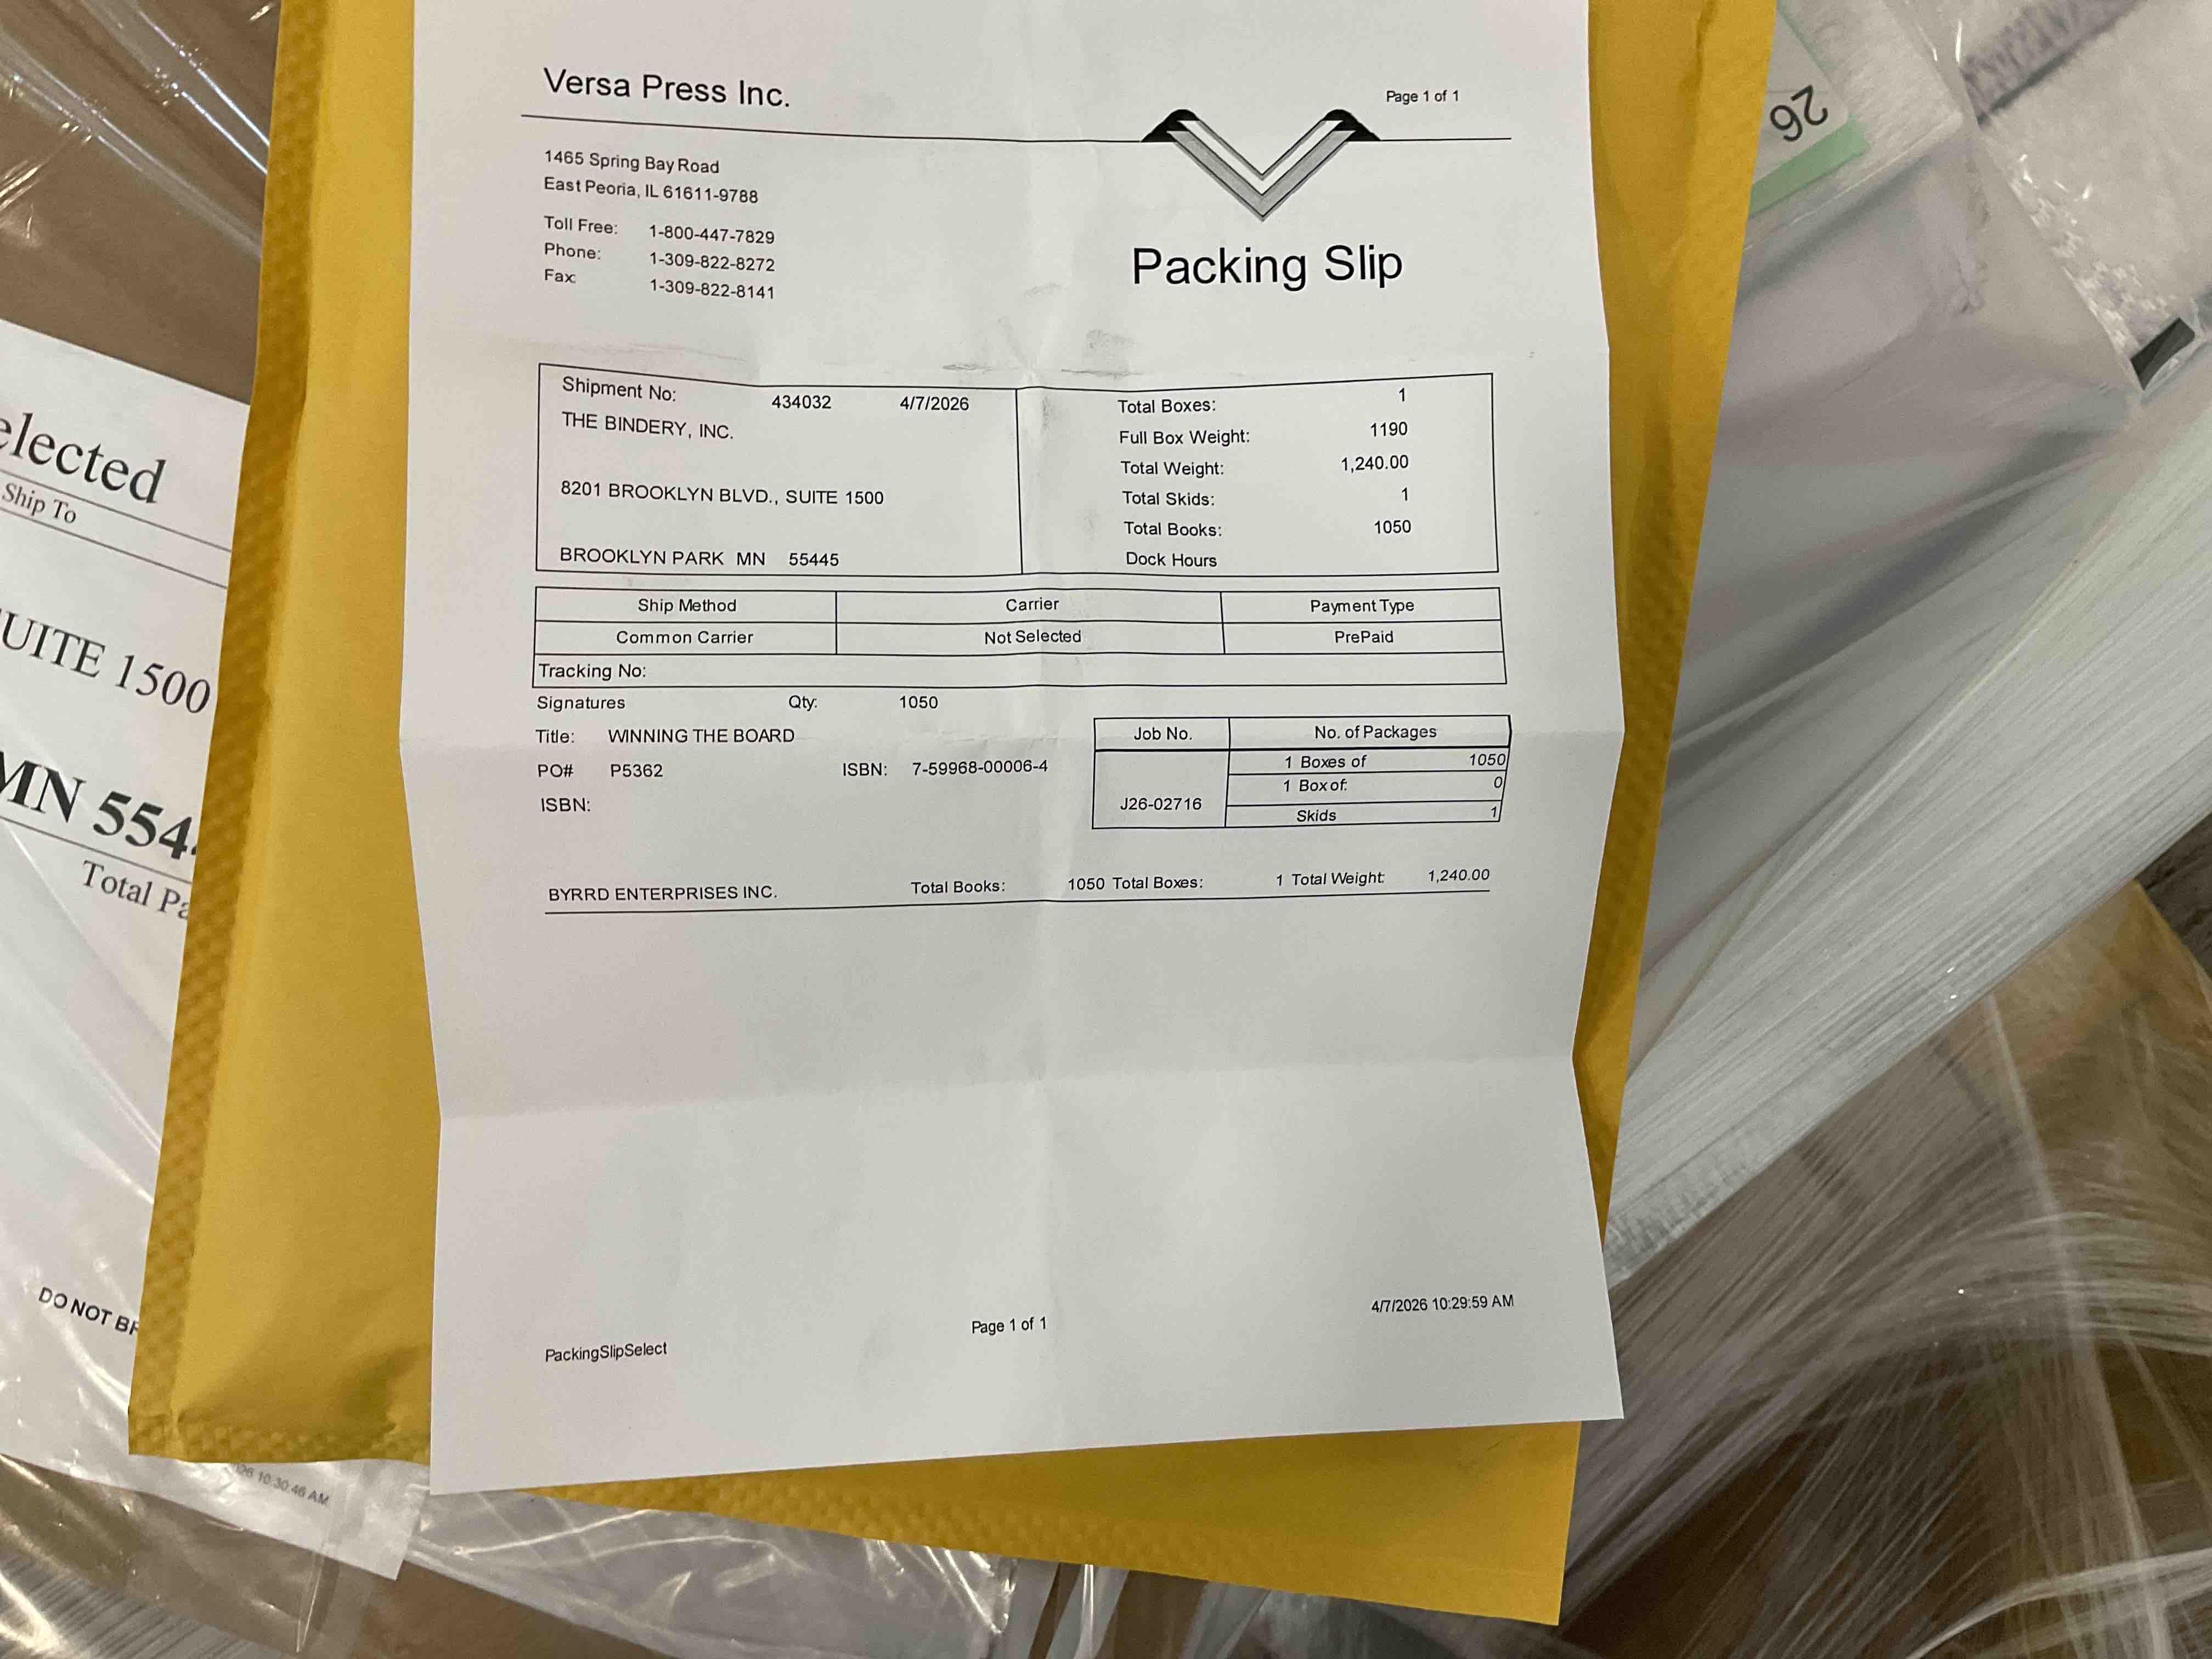 Versa Press Inc.
Page 1 of 1
1465 Spring Bay Road
East Peoria, IL 61611-9788
Toll Free: 1-800-447-7829
Phone: 1-309-822-8272
Fax: 1-309-822-8141
Packing Slip
Shipment No: 434032 4/7/2026
THE BINDERY, INC.
8201 BROOKLYN BLVD., SUITE 1500
BROOKLYN PARK MN 55445
Total Boxes: 1
Full Box Weight: 1190
Total Weight: 1,240.00
Total Skids: 1
Total Books: 1050
Dock Hours
Ship Method Carrier Payment Type
Common Carrier Not Selected PrePaid
Tracking No:
Signatures Qty: 1050
Title: WINNING THE BOARD
PO# P5362 ISBN: 7-59968-00006-4
ISBN:
Job No. No. of Packages
J26-02716
1 Boxes of 1050
1 Box of: 0
Skids 1
BYRRD ENTERPRISES INC. Total Books: 1050 Total Boxes: 1 Total Weight: 1,240.00
PackingSlipSelect
Page 1 of 1
4/7/2026 10:29:59 AM
elected
Ship To
UITE 1500
MN 554
Total Pa
DO NOT BR
026 10:30:46 AM
26